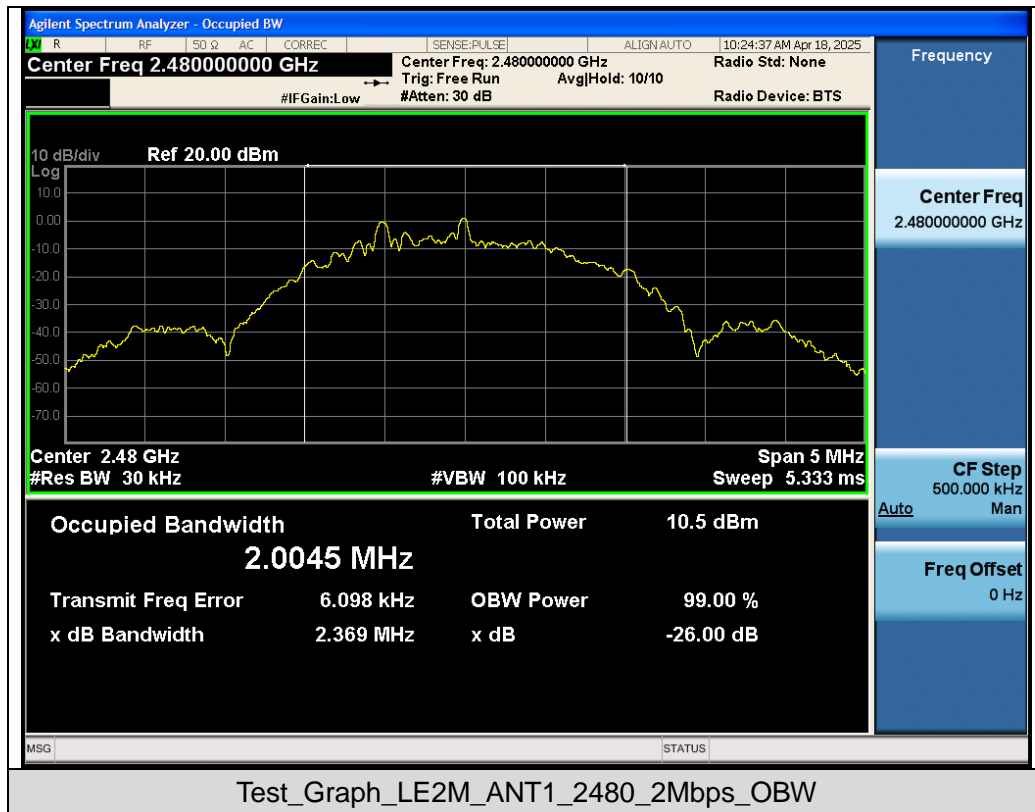 Agilent Spectrum Analyzer - Occupied BW
LXI R RF 50 Ω AC CORREC SENSE:PULSE ALIGN AUTO 10:24:37 AM Apr 18, 2025
Center Freq 2.480000000 GHz Center Freq: 2.480000000 GHz Radio Std: None
Trig: Free Run Avg|Hold: 10/10
#IFGain:Low #Atten: 30 dB Radio Device: BTS
10 dB/div Ref 20.00 dBm
Log
10.0
0.00
-10.0
-20.0
-30.0
-40.0
-50.0
-60.0
-70.0
Center 2.48 GHz Span 5 MHz
#Res BW 30 kHz #VBW 100 kHz Sweep 5.333 ms
Occupied Bandwidth Total Power 10.5 dBm
2.0045 MHz
Transmit Freq Error 6.098 kHz OBW Power 99.00 %
x dB Bandwidth 2.369 MHz x dB -26.00 dB
Frequency
Center Freq
2.480000000 GHz
CF Step
500.000 kHz
Auto Man
Freq Offset
0 Hz
MSG STATUS
Test_Graph_LE2M_ANT1_2480_2Mbps_OBW